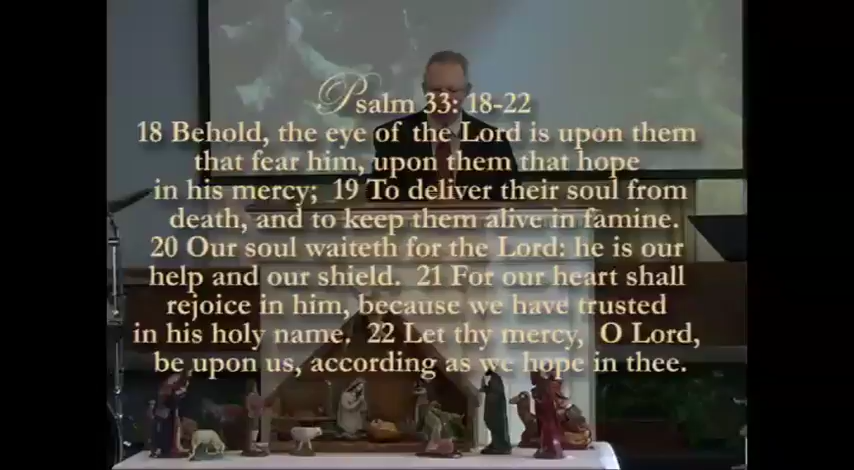 Psalm 33: 18-22
18 Behold, the eye of the Lord is upon them
that fear him, upon them that hope
in his mercy; 19 To deliver their soul from
death, and to keep them alive in famine.
20 Our soul waiteth for the Lord: he is our
help and our shield. 21 For our heart shall
rejoice in him, because we have trusted
in his holy name. 22 Let thy mercy, O Lord,
be upon us, according as we hope in thee.